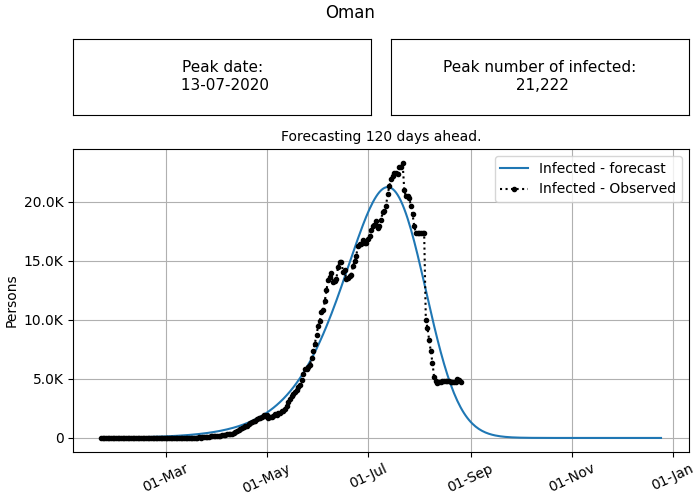 Oman
Peak date:
13-07-2020
Peak number of infected:
21,222
Forecasting 120 days ahead.
Infected - forecast
Infected - Observed
Persons
20.0K
15.0K
10.0K
5.0K
0
01-Mar
01-May
01-Jul
01-Sep
01-Nov
01-Jan